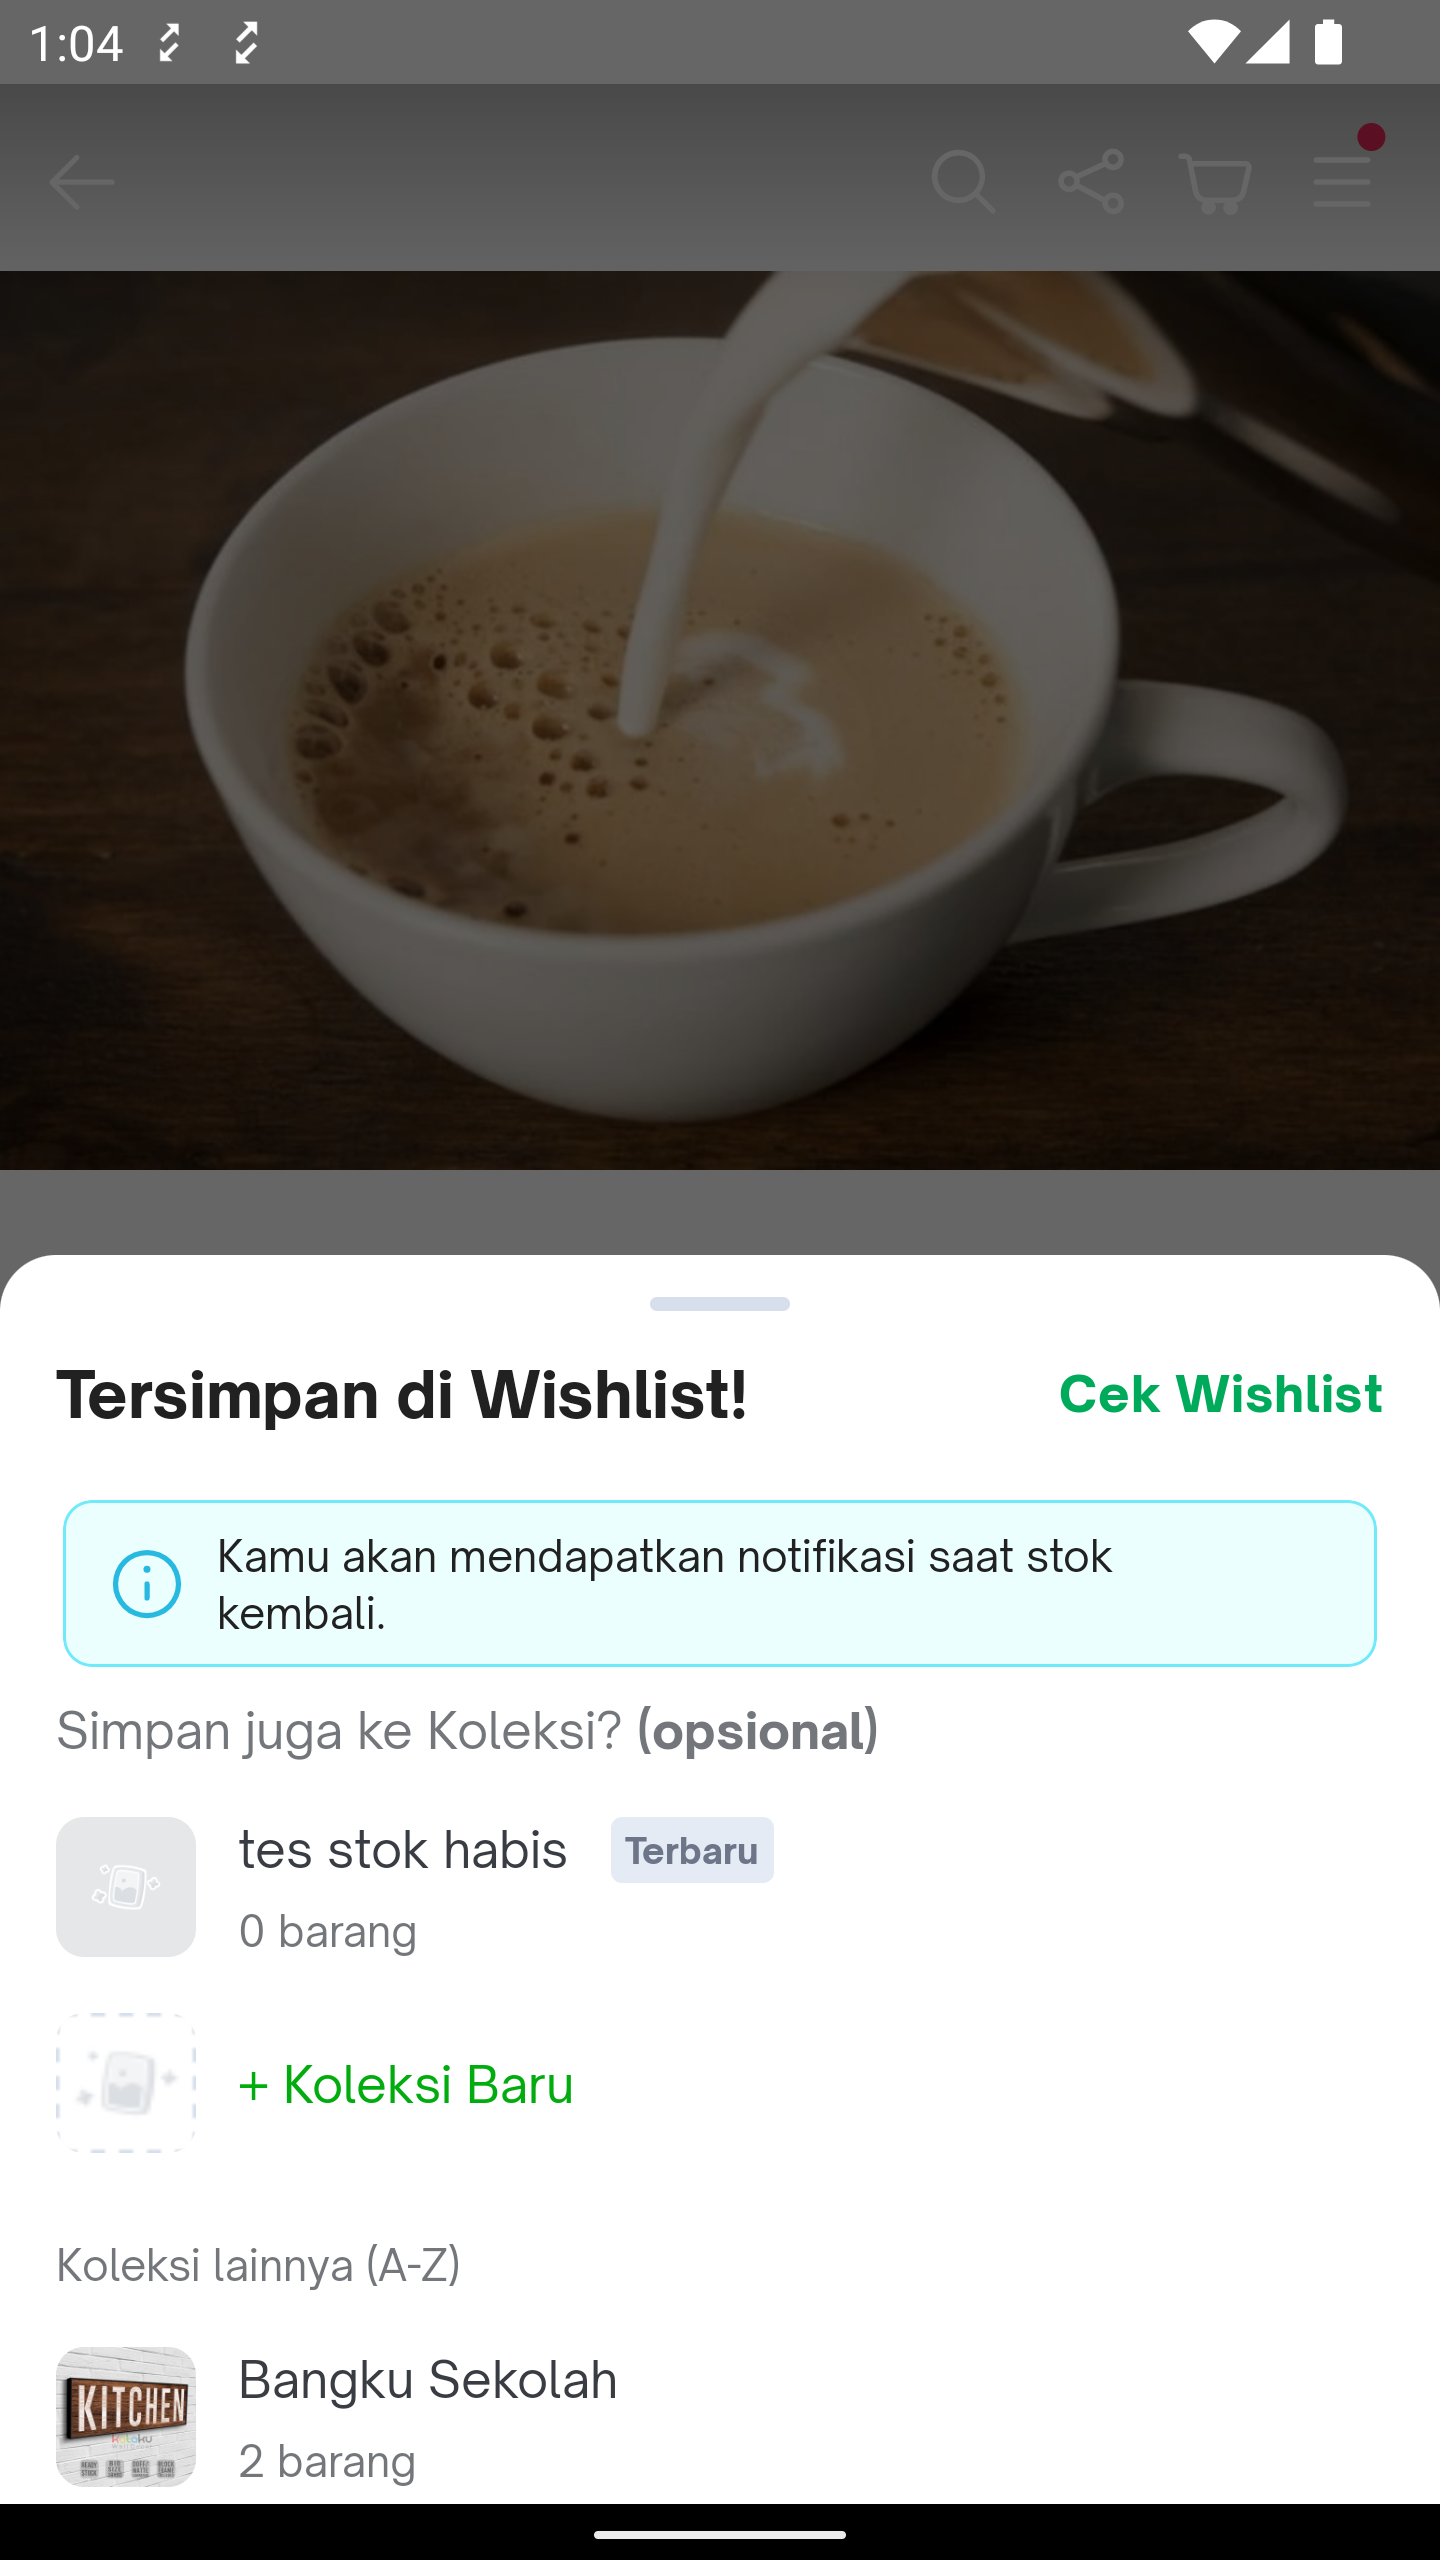 1:04
Tersimpan di Wishlist!
Cek Wishlist
Kamu akan mendapatkan notifikasi saat stok
kembali.
Simpan juga ke Koleksi? (opsional)
tes stok habis
Terbaru
0 barang
+ Koleksi Baru
Koleksi lainnya (A-Z)
KITCHEN
Bangku Sekolah
2 barang